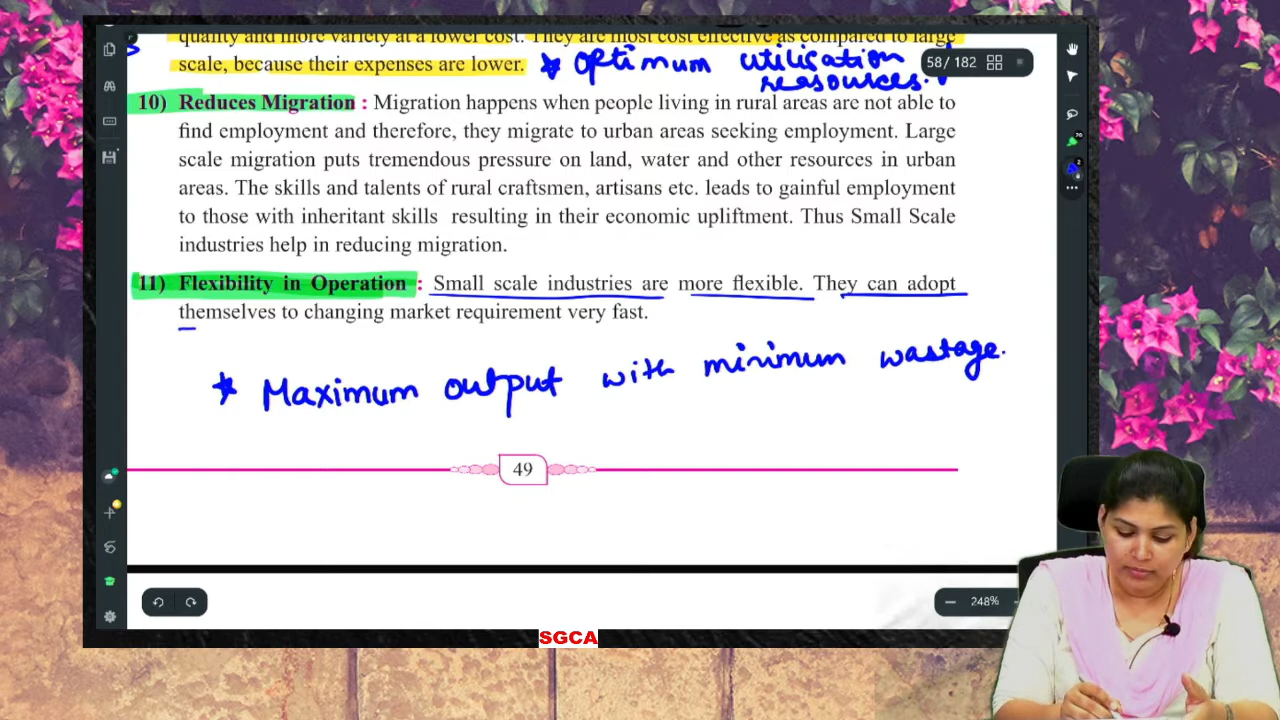 quality and more variety at a lower cost. They are most cost effective as compared to large
scale, because their expenses are lower. * Optimum utilisation
resources.
58 / 182
10) Reduces Migration : Migration happens when people living in rural areas are not able to
find employment and therefore, they migrate to urban areas seeking employment. Large
scale migration puts tremendous pressure on land, water and other resources in urban
areas. The skills and talents of rural craftsmen, artisans etc. leads to gainful employment
to those with inheritant skills resulting in their economic upliftment. Thus Small Scale
industries help in reducing migration.
11) Flexibility in Operation : Small scale industries are more flexible. They can adopt
themselves to changing market requirement very fast.
* Maximum output with minimum wastage.
49
248%
SGCA